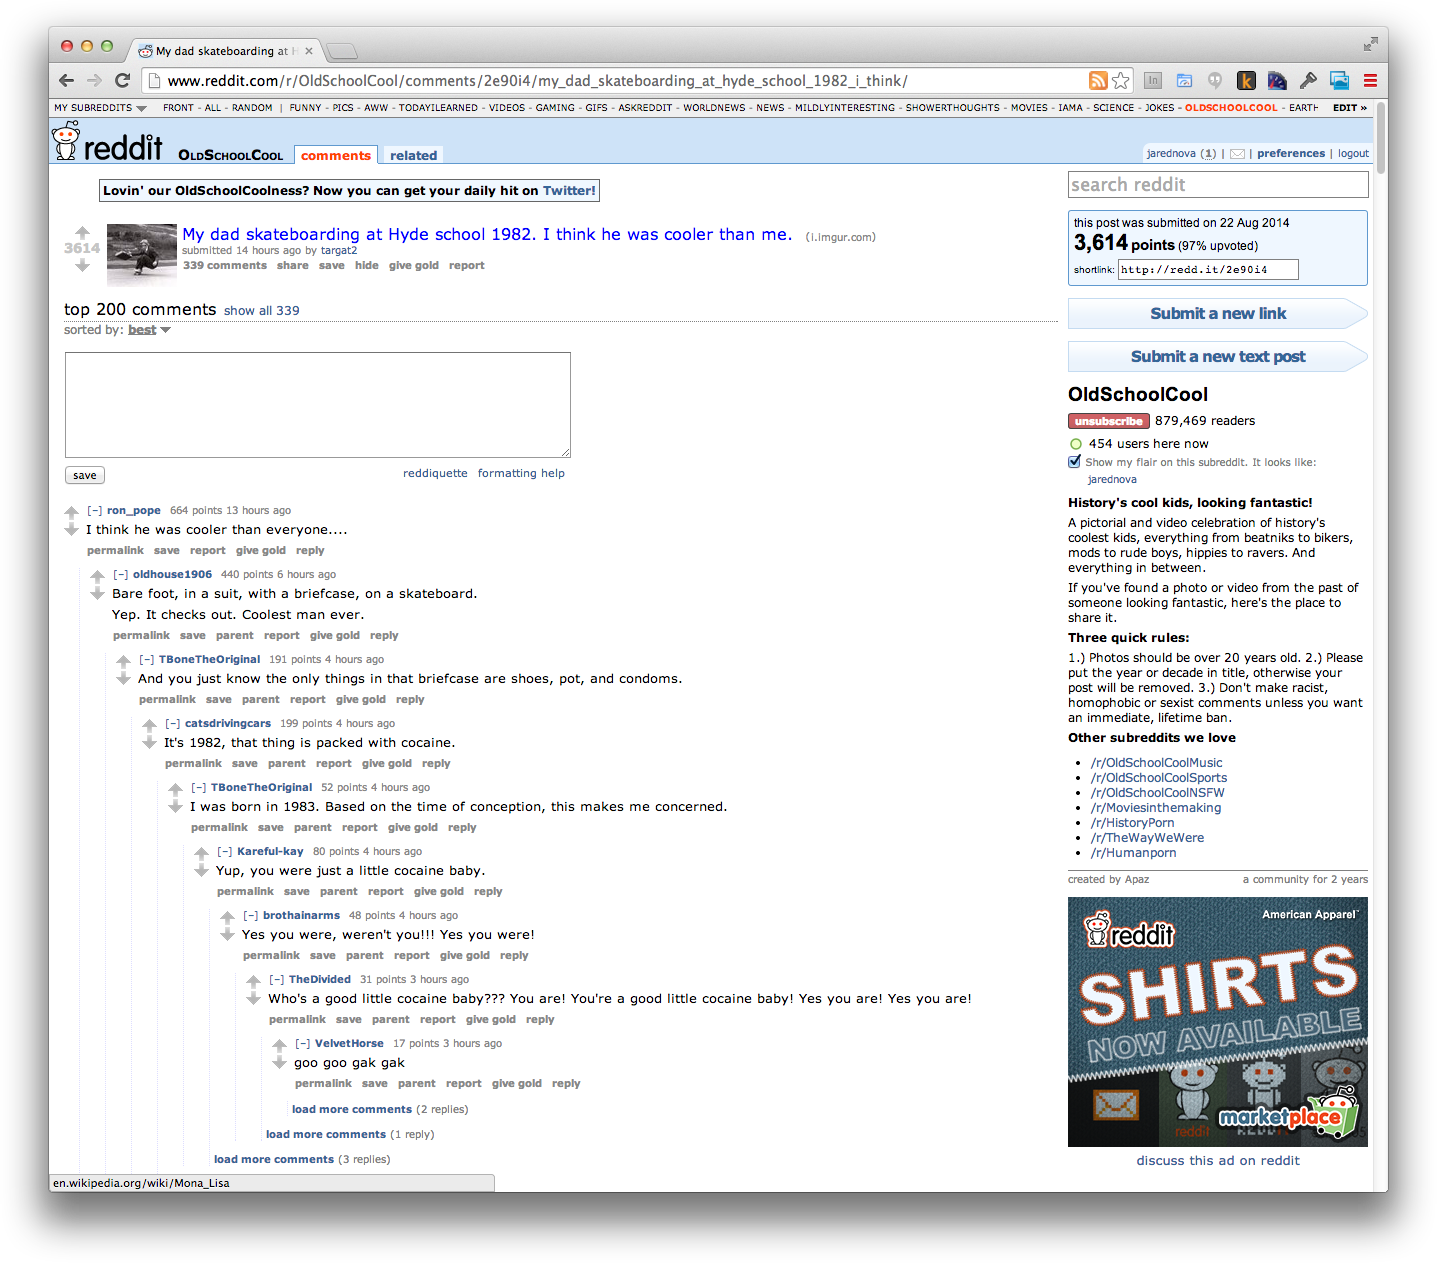 My dad skateboarding at H
www.reddit.com/r/OldSchoolCool/comments/2e90i4/my_dad_skateboarding_at_hyde_school_1982_i_think/
MY SUBREDDITS FRONT - ALL - RANDOM | FUNNY - PICS - AWW - TODAYILEARNED - VIDEOS - GAMING - GIFS - ASKREDDIT - WORLDNEWS - NEWS - MILDLYINTERESTING - SHOWERTHOUGHTS - MOVIES - IAMA - SCIENCE - JOKES - OLDSCHOOLCOOL - EARTH EDIT »
reddit OLDSCHOOLCOOL comments related
jarednova (1) | preferences | logout
Lovin' our OldSchoolCoolness? Now you can get your daily hit on Twitter!
3614
My dad skateboarding at Hyde school 1982. I think he was cooler than me. (i.imgur.com)
submitted 14 hours ago by targat2
339 comments share save hide give gold report
top 200 comments show all 339
sorted by: best
save
reddiquette formatting help
[–] ron_pope 664 points 13 hours ago
I think he was cooler than everyone....
permalink save report give gold reply
[–] oldhouse1906 440 points 6 hours ago
Bare foot, in a suit, with a briefcase, on a skateboard.
Yep. It checks out. Coolest man ever.
permalink save parent report give gold reply
[–] TBoneTheOriginal 191 points 4 hours ago
And you just know the only things in that briefcase are shoes, pot, and condoms.
permalink save parent report give gold reply
[–] catsdrivingcars 199 points 4 hours ago
It's 1982, that thing is packed with cocaine.
permalink save parent report give gold reply
[–] TBoneTheOriginal 52 points 4 hours ago
I was born in 1983. Based on the time of conception, this makes me concerned.
permalink save parent report give gold reply
[–] Kareful-kay 80 points 4 hours ago
Yup, you were just a little cocaine baby.
permalink save parent report give gold reply
[–] brothainarms 48 points 4 hours ago
Yes you were, weren't you!!! Yes you were!
permalink save parent report give gold reply
[–] TheDivided 31 points 3 hours ago
Who's a good little cocaine baby??? You are! You're a good little cocaine baby! Yes you are! Yes you are!
permalink save parent report give gold reply
[–] VelvetHorse 17 points 3 hours ago
goo goo gak gak
permalink save parent report give gold reply
load more comments (2 replies)
load more comments (1 reply)
load more comments (3 replies)
en.wikipedia.org/wiki/Mona_Lisa
search reddit
this post was submitted on 22 Aug 2014
3,614 points (97% upvoted)
shortlink: http://redd.it/2e90i4
Submit a new link
Submit a new text post
OldSchoolCool
unsubscribe 879,469 readers
454 users here now
Show my flair on this subreddit. It looks like:
jarednova
History's cool kids, looking fantastic!
A pictorial and video celebration of history's
coolest kids, everything from beatniks to bikers,
mods to rude boys, hippies to ravers. And
everything in between.
If you've found a photo or video from the past of
someone looking fantastic, here's the place to
share it.
Three quick rules:
1.) Photos should be over 20 years old. 2.) Please
put the year or decade in title, otherwise your
post will be removed. 3.) Don't make racist,
homophobic or sexist comments unless you want
an immediate, lifetime ban.
Other subreddits we love
/r/OldSchoolCoolMusic
/r/OldSchoolCoolSports
/r/OldSchoolCoolNSFW
/r/Moviesinthemaking
/r/HistoryPorn
/r/TheWayWeWere
/r/Humanporn
created by Apaz a community for 2 years
American Apparel
reddit
SHIRTS
NOW AVAILABLE
marketplace
reddit
discuss this ad on reddit